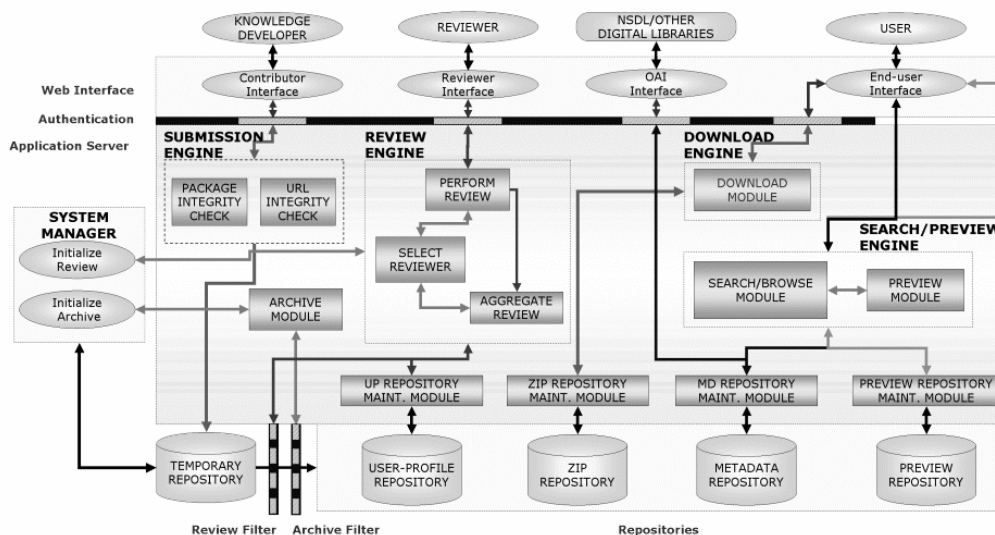 KNOWLEDGE
DEVELOPER
REVIEWER
NSDL/OTHER
DIGITAL LIBRARIES
USER
Web Interface
Contributor
Interface
Reviewer
Interface
OAI
Interface
End-user
Interface
Authentication
Application Server
SUBMISSION
ENGINE
REVIEW
ENGINE
DOWNLOAD
ENGINE
PACKAGE
INTEGRITY
CHECK
URL
INTEGRITY
CHECK
PERFORM
REVIEW
DOWNLOAD
MODULE
SYSTEM
MANAGER
Initialize
Review
Initialize
Archive
SELECT
REVIEWER
AGGREGATE
REVIEW
ARCHIVE
MODULE
SEARCH/PREVIEW
ENGINE
SEARCH/BROWSE
MODULE
PREVIEW
MODULE
UP REPOSITORY
MAINT. MODULE
ZIP REPOSITORY
MAINT. MODULE
MD REPOSITORY
MAINT. MODULE
PREVIEW REPOSITORY
MAINT. MODULE
TEMPORARY
REPOSITORY
USER-PROFILE
REPOSITORY
ZIP
REPOSITORY
METADATA
REPOSITORY
PREVIEW
REPOSITORY
Review Filter
Archive Filter
Repositories